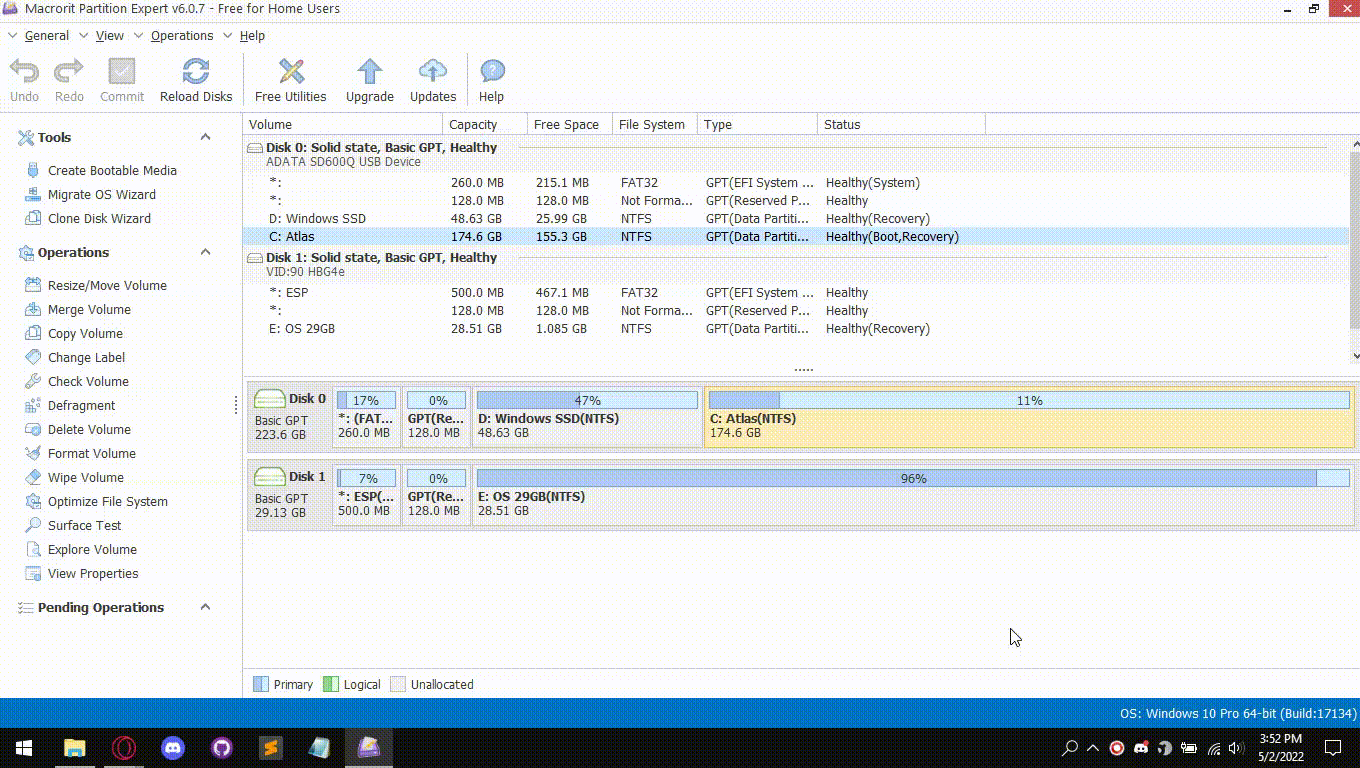 Macrorit Partition Expert v6.0.7 - Free for Home Users
General View Operations Help
Undo Redo Commit Reload Disks Free Utilities Upgrade Updates Help
Tools
Create Bootable Media
Migrate OS Wizard
Clone Disk Wizard
Operations
Resize/Move Volume
Merge Volume
Copy Volume
Change Label
Check Volume
Defragment
Delete Volume
Format Volume
Wipe Volume
Optimize File System
Surface Test
Explore Volume
View Properties
Pending Operations
Volume Capacity Free Space File System Type Status
Disk 0: Solid state, Basic GPT, Healthy
ADATA SD600Q USB Device
*: 260.0 MB 215.1 MB FAT32 GPT(EFI System ... Healthy(System)
*: 128.0 MB 128.0 MB Not Forma... GPT(Reserved P... Healthy
D: Windows SSD 48.63 GB 25.99 GB NTFS GPT(Data Partiti... Healthy(Recovery)
C: Atlas 174.6 GB 155.3 GB NTFS GPT(Data Partiti... Healthy(Boot,Recovery)
Disk 1: Solid state, Basic GPT, Healthy
VID:90 HBG4e
*: ESP 500.0 MB 467.1 MB FAT32 GPT(EFI System ... Healthy
*: 128.0 MB 128.0 MB Not Forma... GPT(Reserved P... Healthy
E: OS 29GB 28.51 GB 1.085 GB NTFS GPT(Data Partiti... Healthy(Recovery)
Disk 0 17% 0% 47% 11%
Basic GPT *: (FAT... GPT(Re... D: Windows SSD(NTFS) C: Atlas(NTFS)
223.6 GB 260.0 MB 128.0 MB 48.63 GB 174.6 GB
Disk 1 7% 0% 96%
Basic GPT *: ESP(... GPT(Re... E: OS 29GB(NTFS)
29.13 GB 500.0 MB 128.0 MB 28.51 GB
Primary Logical Unallocated
OS: Windows 10 Pro 64-bit (Build:17134)
3:52 PM
5/2/2022